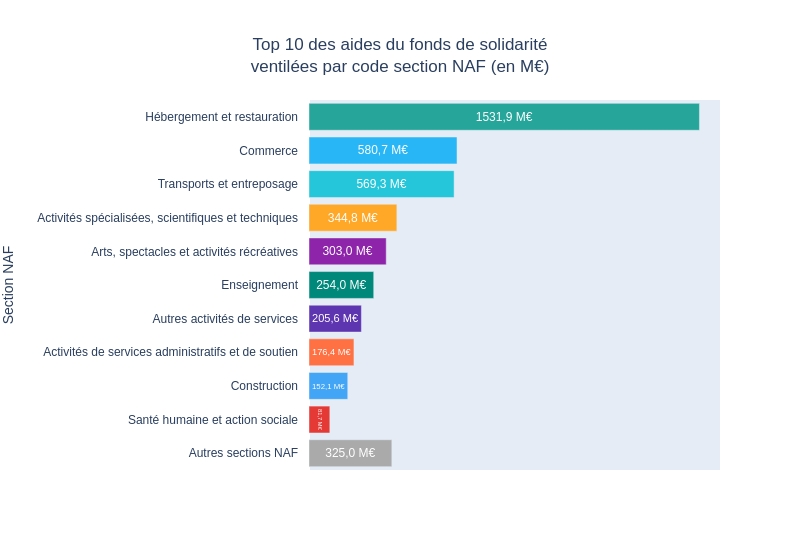 Top 10 des aides du fonds de solidarité
ventilées par code section NAF (en M€)
Section NAF
Hébergement et restauration 1531,9 M€
Commerce 580,7 M€
Transports et entreposage 569,3 M€
Activités spécialisées, scientifiques et techniques 344,8 M€
Arts, spectacles et activités récréatives 303,0 M€
Enseignement 254,0 M€
Autres activités de services 205,6 M€
Activités de services administratifs et de soutien 176,4 M€
Construction 152,1 M€
Santé humaine et action sociale
Autres sections NAF 325,0 M€